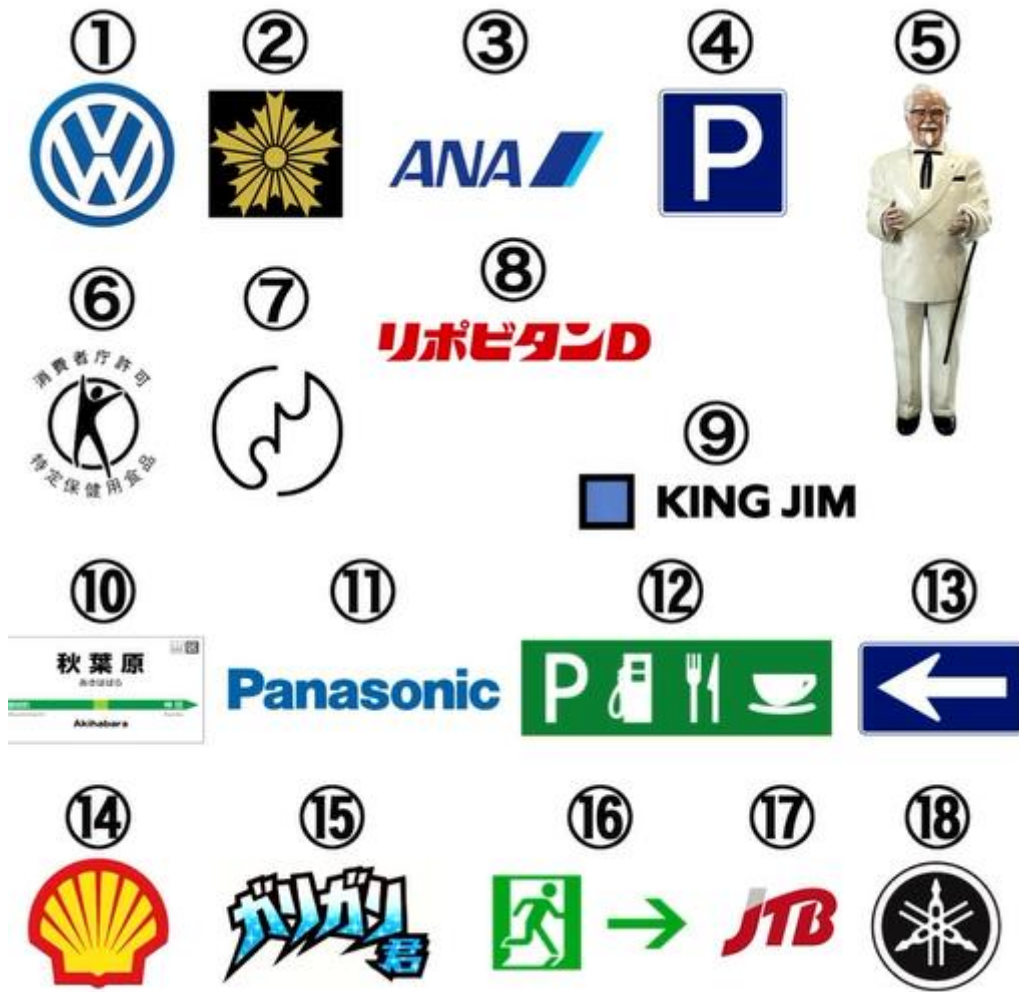 ① ② ③ ④ ⑤
VW
ANA
P
⑥ ⑦ ⑧
消費者庁許可
特定保健用食品
リポビタンD
⑨
KING JIM
⑩ ⑪ ⑫ ⑬
秋葉原
あきはばら
Akihabara
Panasonic
P
⑭ ⑮ ⑯ ⑰ ⑱
ガリガリ君
JTB